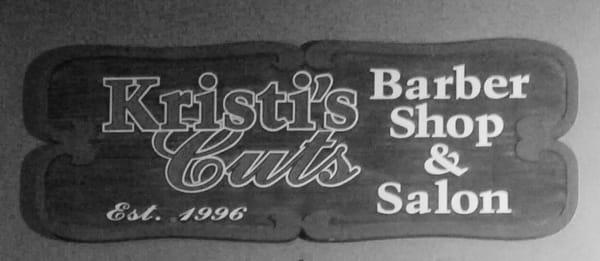 Kristi's
Cuts
Est. 1996
Barber
Shop
&
Salon